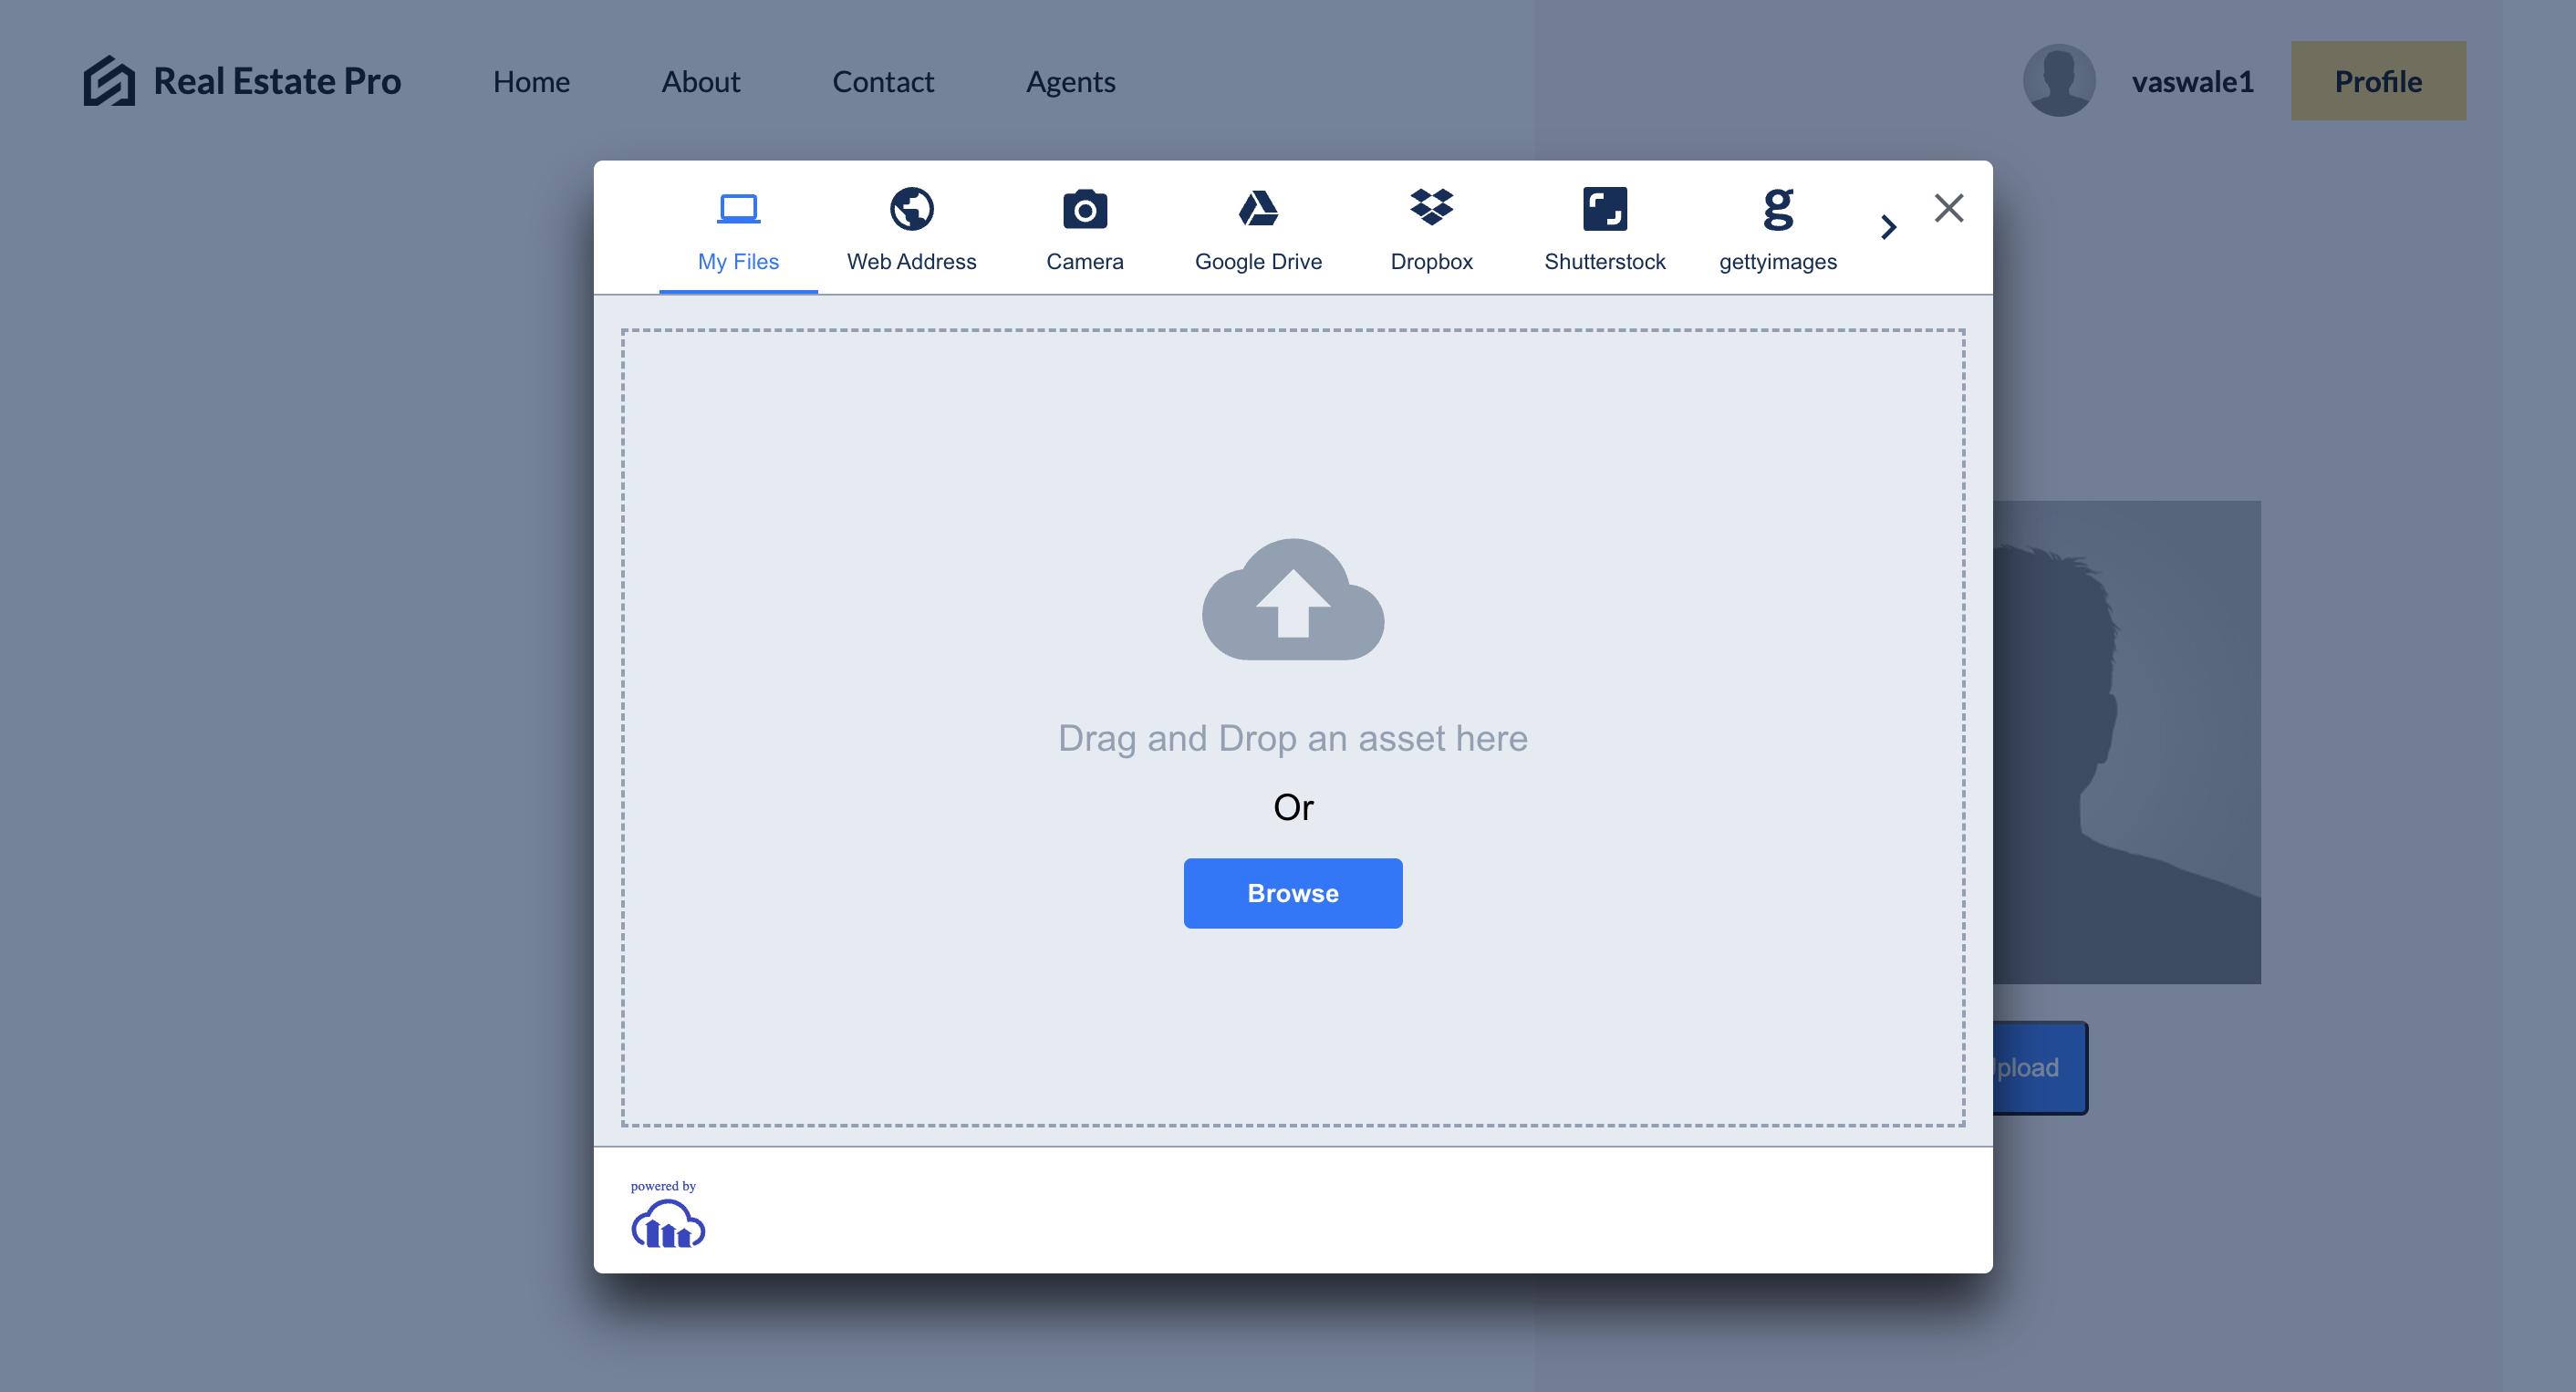 Real Estate Pro
Home
About
Contact
Agents
vaswale1
Profile
My Files
Web Address
Camera
Google Drive
Dropbox
Shutterstock
gettyimages
Drag and Drop an asset here
Or
Browse
pload
powered by